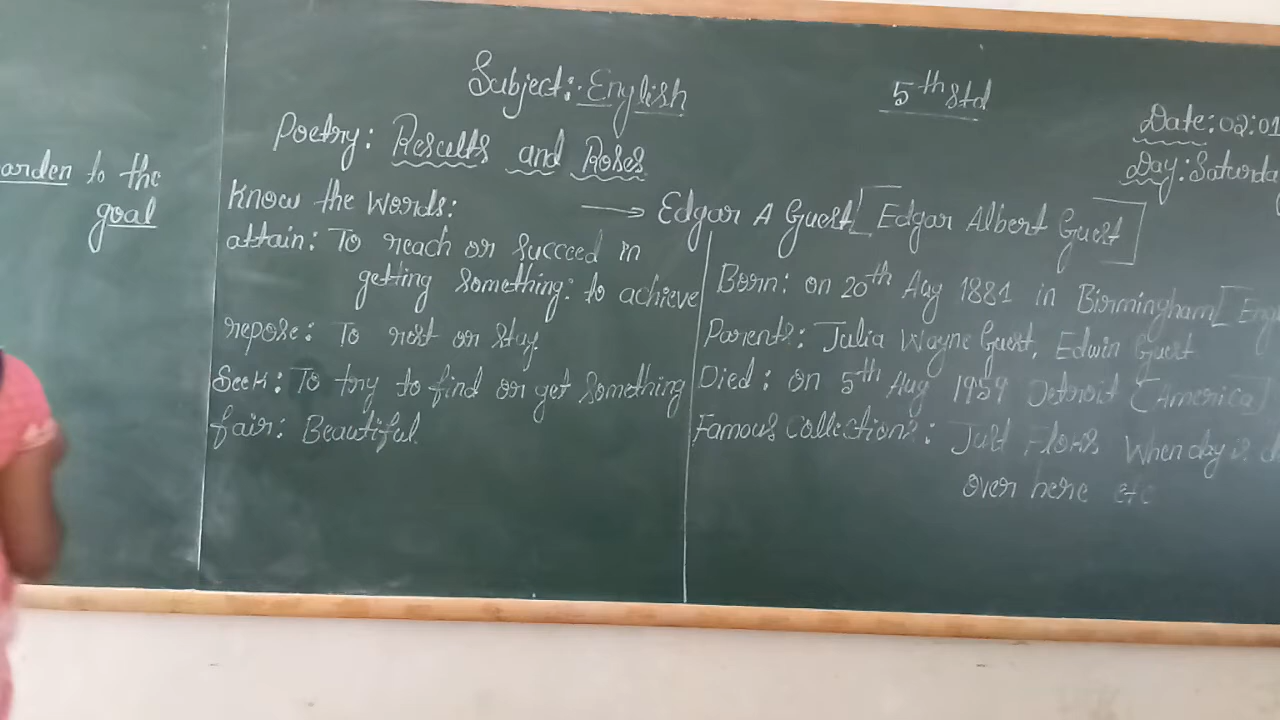 arden to the
goal
Subject: English
5th Std
Date: 02:01
Day: Saturda
Poetry: Results and Roses
Know the words:
attain: To reach or succeed in
getting something: to achieve
repose: To rest or stay.
Seek: To try to find or get something
fair: Beautiful
→ Edgar A Guest [Edgar Albert Guest]
Born: on 20th Aug 1881 in Birmingham [Eng
Parents: Julia Wayne Guest, Edwin Guest
Died: on 5th Aug 1959 Detroit [America]
Famous Collections: Just Flows When day is
over here etc